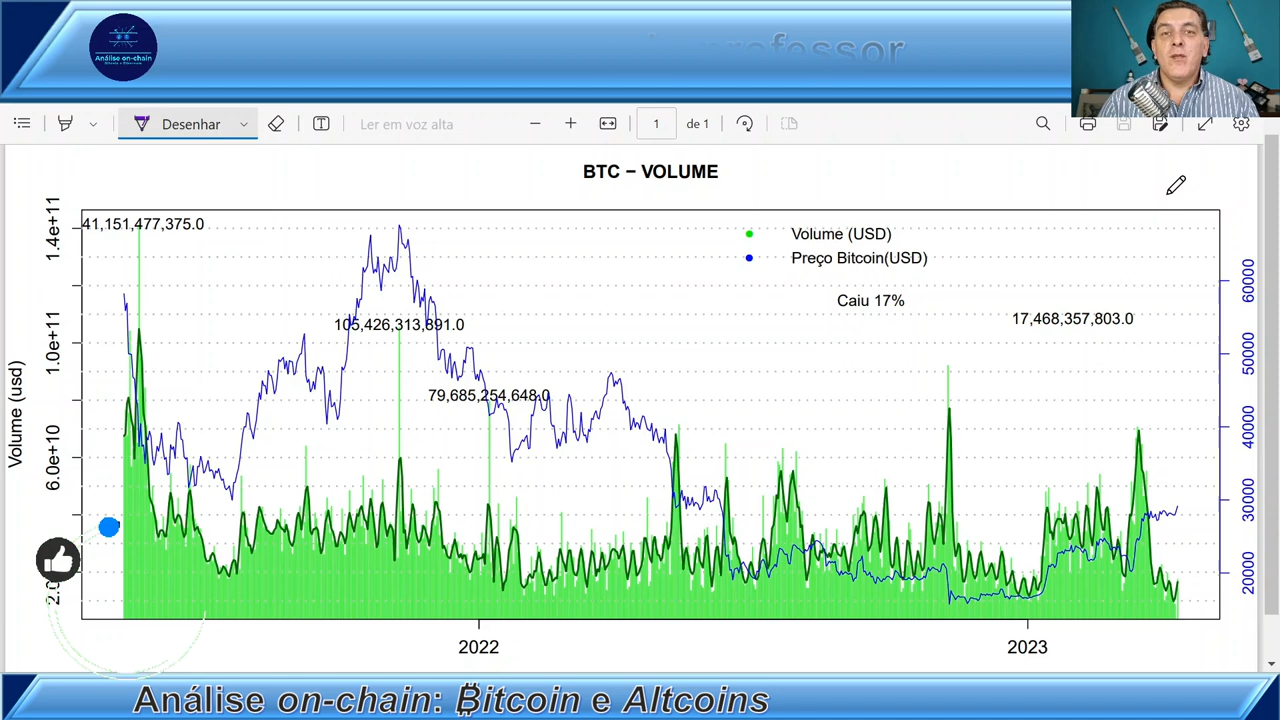 professor
Análise on-chain
Bitcoin e Ethereum
Desenhar
Ler em voz alta
1
de 1
BTC − VOLUME
41,151,477,375.0
105,426,313,891.0
79,685,254,648.0
Volume (USD)
Preço Bitcoin(USD)
Caiu 17%
17,468,357,803.0
Volume (usd)
1.4e+11
1.0e+11
6.0e+10
60000
50000
40000
30000
20000
2022
2023
Análise on-chain: ₿itcoin e Altcoins